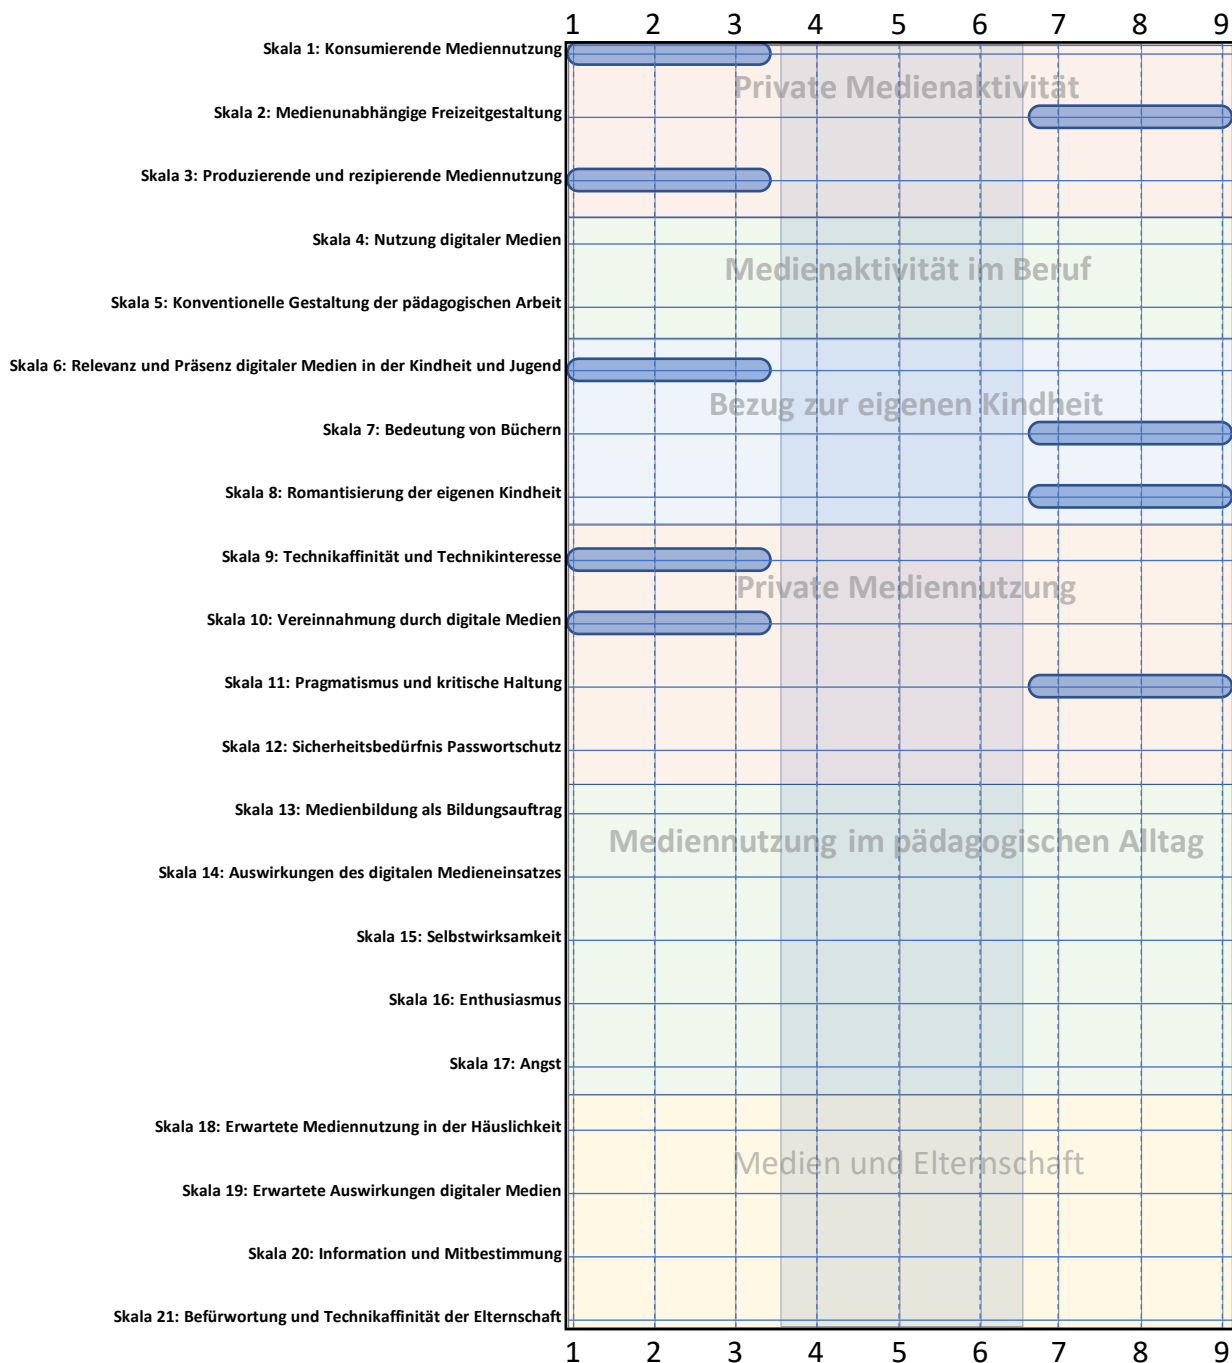 1 2 3 4 5 6 7 8 9
Skala 1: Konsumierende Mediennutzung
Private Medienaktivität
Skala 2: Medienunabhängige Freizeitgestaltung
Skala 3: Produzierende und rezipierende Mediennutzung
Skala 4: Nutzung digitaler Medien
Medienaktivität im Beruf
Skala 5: Konventionelle Gestaltung der pädagogischen Arbeit
Skala 6: Relevanz und Präsenz digitaler Medien in der Kindheit und Jugend
Bezug zur eigenen Kindheit
Skala 7: Bedeutung von Büchern
Skala 8: Romantisierung der eigenen Kindheit
Skala 9: Technikaffinität und Technikinteresse
Private Mediennutzung
Skala 10: Vereinnahmung durch digitale Medien
Skala 11: Pragmatismus und kritische Haltung
Skala 12: Sicherheitsbedürfnis Passwortschutz
Skala 13: Medienbildung als Bildungsauftrag
Mediennutzung im pädagogischen Alltag
Skala 14: Auswirkungen des digitalen Medieneinsatzes
Skala 15: Selbstwirksamkeit
Skala 16: Enthusiasmus
Skala 17: Angst
Skala 18: Erwartete Mediennutzung in der Häuslichkeit
Medien und Elternschaft
Skala 19: Erwartete Auswirkungen digitaler Medien
Skala 20: Information und Mitbestimmung
Skala 21: Befürwortung und Technikaffinität der Elternschaft
1 2 3 4 5 6 7 8 9